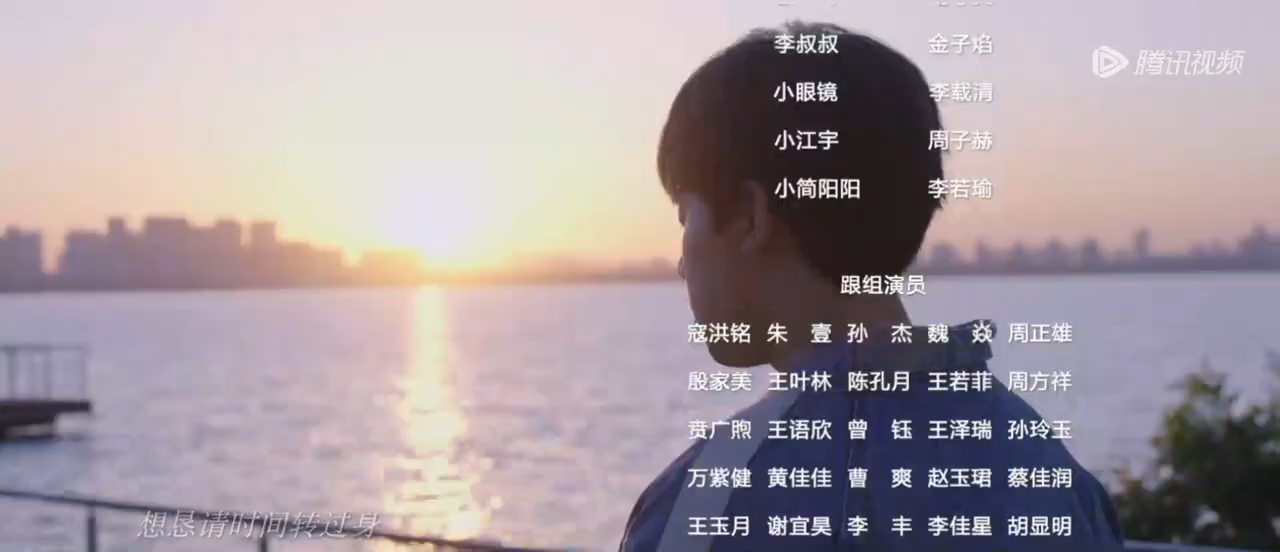 李叔叔 金子焰
腾讯视频
小眼镜 李载清
小江宇 周子赫
小简阳阳 李若瑜
跟组演员
寇洪铭 朱壹 孙杰 魏焱 周正雄
殷家美 王叶林 陈孔月 王若菲 周方祥
贲广煦 王语欣 曾钰 王泽瑞 孙玲玉
万紫健 黄佳佳 曹爽 赵玉珺 蔡佳润
王玉月 谢宜昊 李丰 李佳星 胡显明
想恳请时间转过身